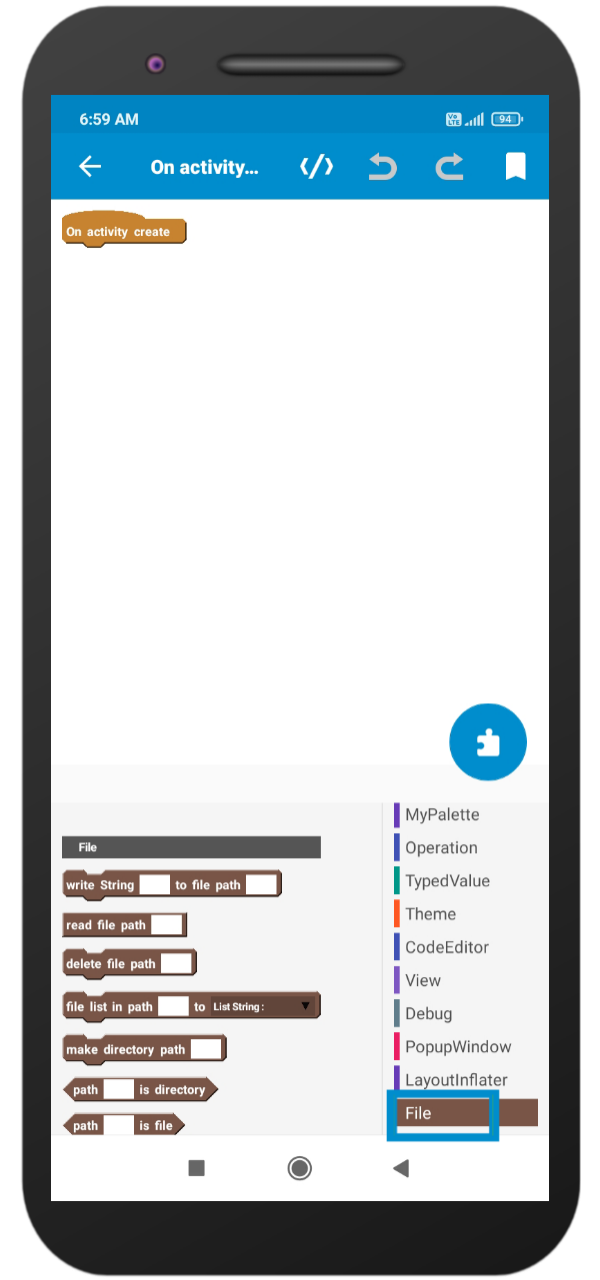 6:59 AM
Vo LTE
94
On activity...
On activity create
MyPalette
Operation
TypedValue
Theme
CodeEditor
View
Debug
PopupWindow
LayoutInflater
File
File
write String to file path
read file path
delete file path
file list in path to List String :
make directory path
path is directory
path is file